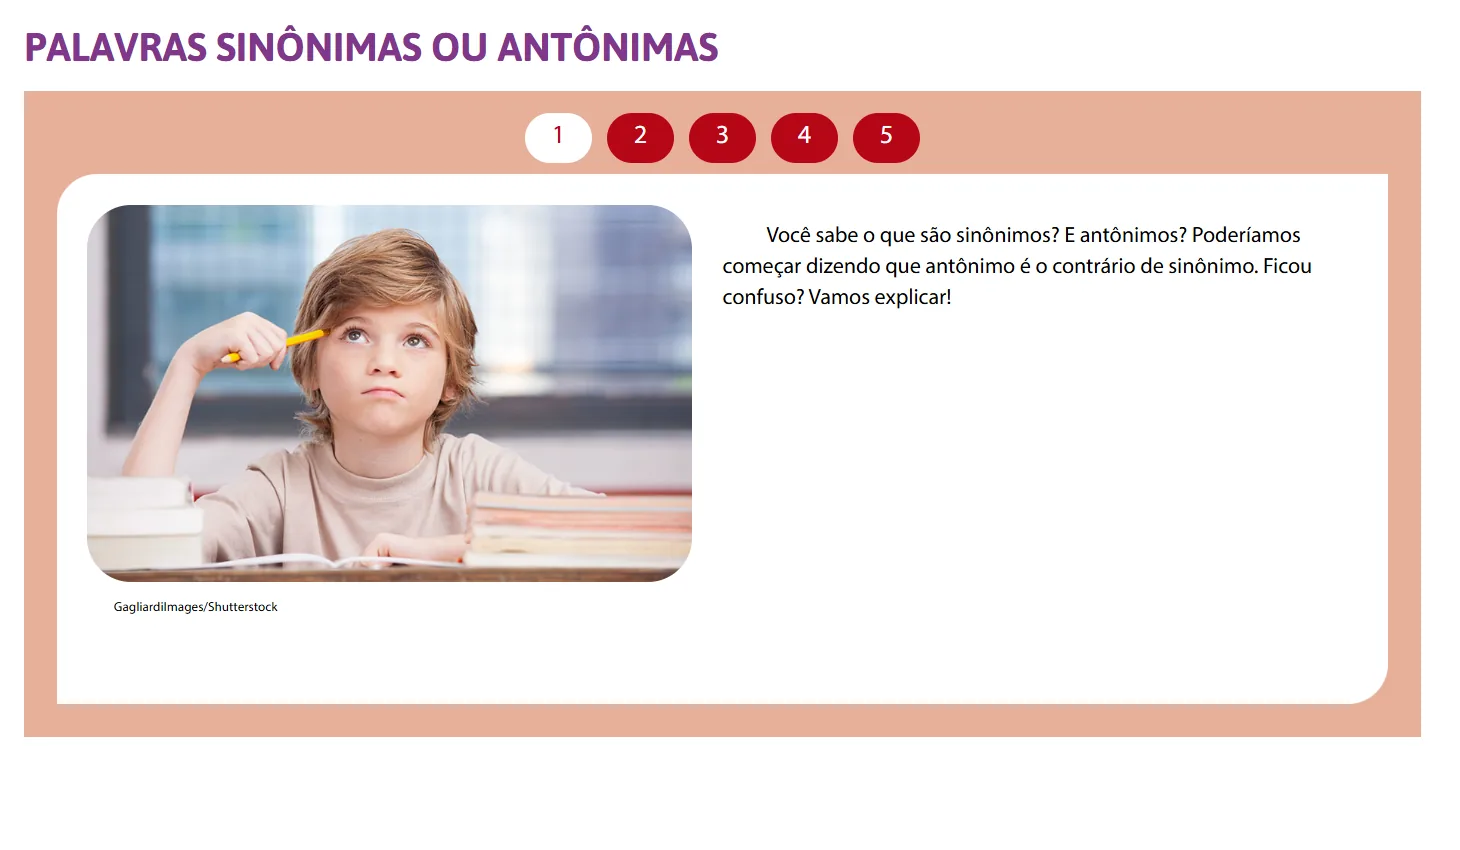 PALAVRAS SINÔNIMAS OU ANTÔNIMAS
1 2 3 4 5
Você sabe o que são sinônimos? E antônimos? Poderíamos
começar dizendo que antônimo é o contrário de sinônimo. Ficou
confuso? Vamos explicar!
GagliardiImages/Shutterstock